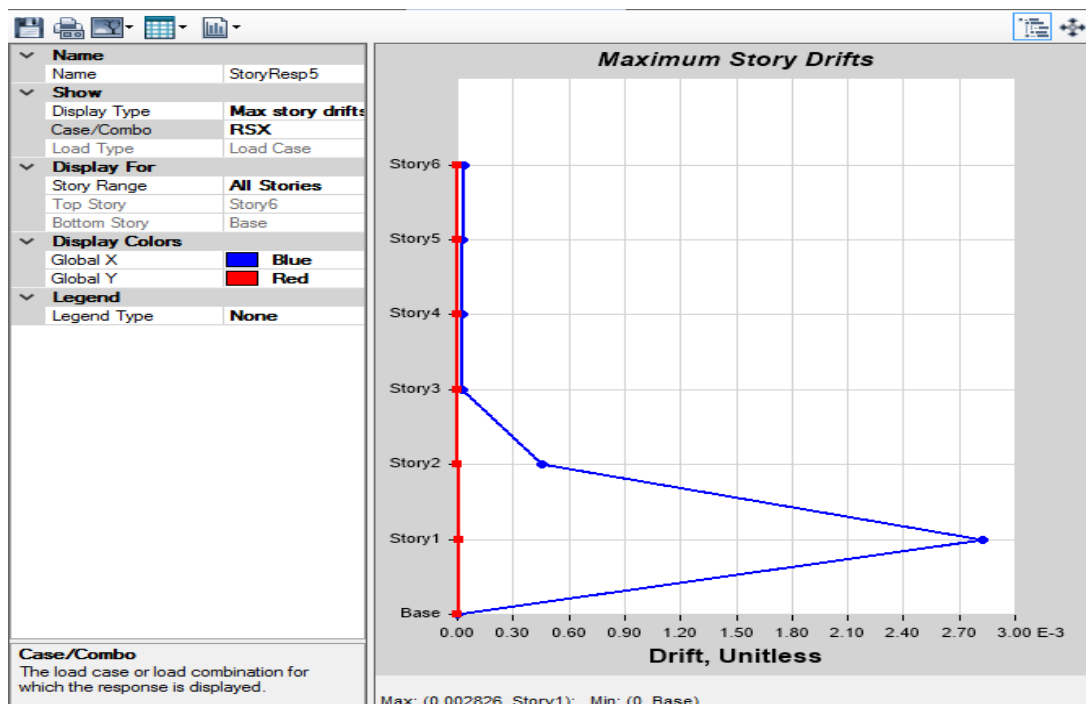 Name
Name StoryResp5
Show
Display Type Max story drifts
Case/Combo RSX
Load Type Load Case
Display For
Story Range All Stories
Top Story Story6
Bottom Story Base
Display Colors
Global X Blue
Global Y Red
Legend
Legend Type None
Case/Combo
The load case or load combination for
which the response is displayed.
Maximum Story Drifts
Story6
Story5
Story4
Story3
Story2
Story1
Base
0.00 0.30 0.60 0.90 1.20 1.50 1.80 2.10 2.40 2.70 3.00 E-3
Drift, Unitless
Max: (0.002826, Story1); Min: (0, Base)